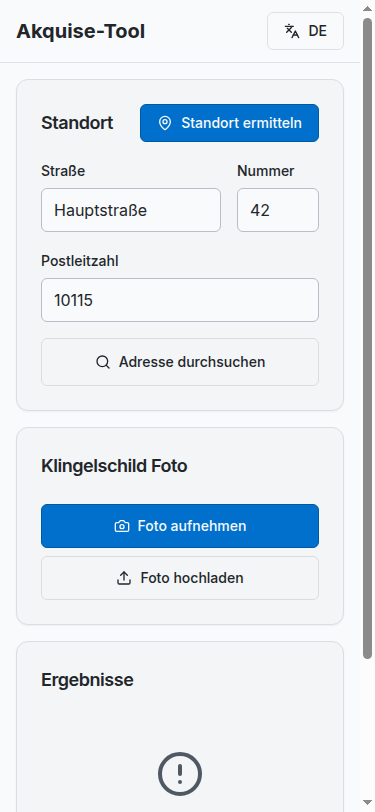 Akquise-Tool
DE
Standort
Standort ermitteln
Straße
Nummer
Hauptstraße
42
Postleitzahl
10115
Adresse durchsuchen
Klingelschild Foto
Foto aufnehmen
Foto hochladen
Ergebnisse